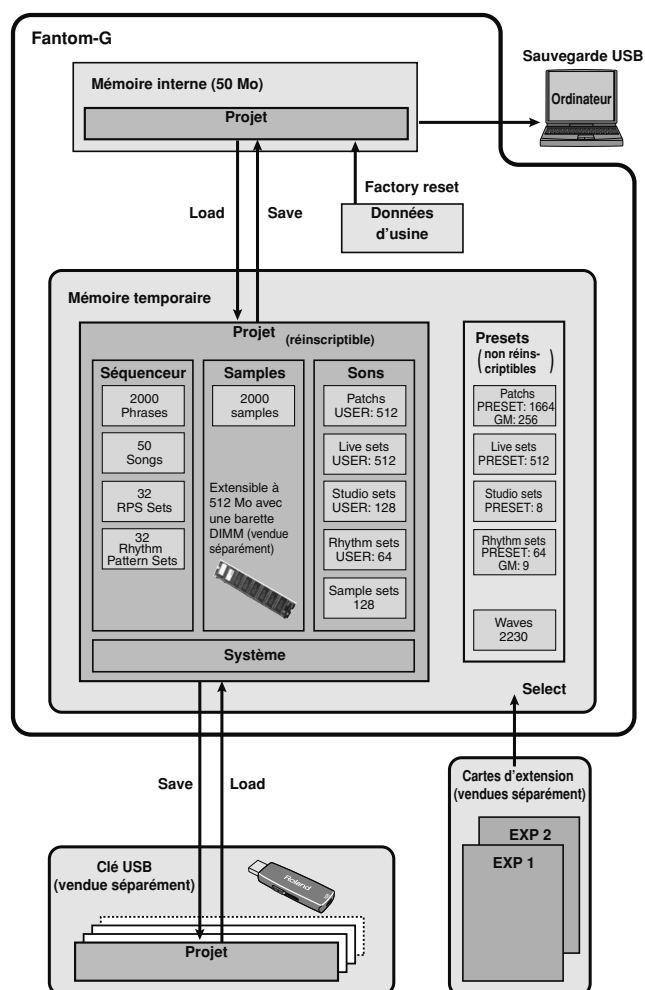 Fantom-G
Sauvegarde USB
Ordinateur
Mémoire interne (50 Mo)
Projet
Factory reset
Load
Save
Données
d'usine
Mémoire temporaire
Projet (réinscriptible)
Séquenceur
2000
Phrases
50
Songs
32
RPS Sets
32
Rhythm
Pattern Sets
Samples
2000
samples
Extensible à
512 Mo avec
une barette
DIMM (vendue
séparément)
Sons
Patchs
USER: 512
Live sets
USER: 512
Studio sets
USER: 128
Rhythm sets
USER: 64
Sample sets
128
Système
Presets
(non réins-
criptibles)
Patchs
PRESET: 1664
GM: 256
Live sets
PRESET: 512
Studio sets
PRESET: 8
Rhythm sets
PRESET: 64
GM: 9
Waves
2230
Select
Save
Load
Cartes d'extension
(vendues séparément)
EXP 2
EXP 1
Clé USB
(vendue séparément)
Roland
Projet